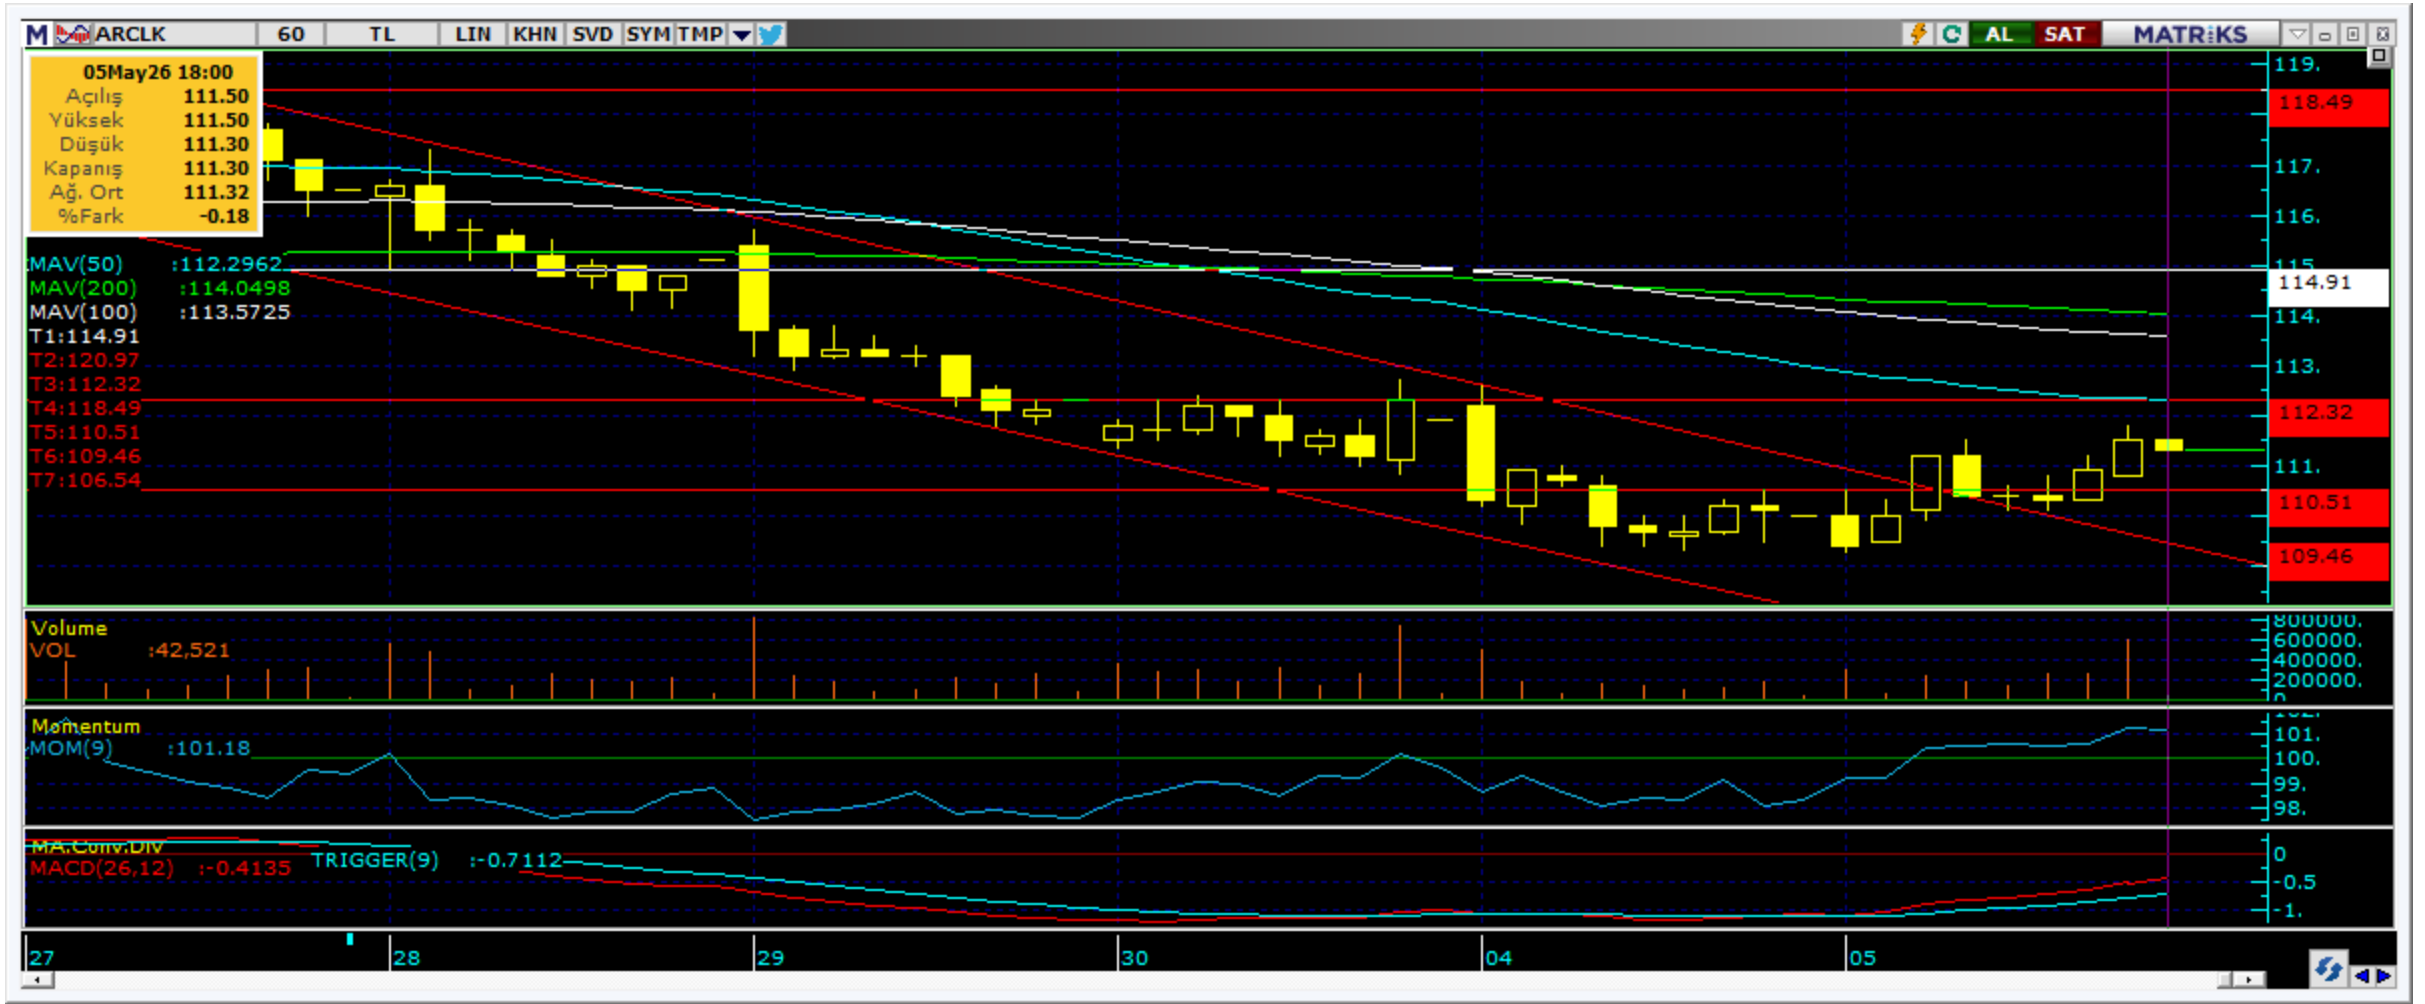 M ARCLK 60 TL LIN KHN SVD SYM TMP AL SAT MATRiKS
05May26 18:00
Açılış 111.50
Yüksek 111.50
Düşük 111.30
Kapanış 111.30
Ağ. Ort 111.32
%Fark -0.18
MAV(50) :112.2962
MAV(200) :114.0498
MAV(100) :113.5725
T1:114.91
T2:120.97
T3:112.32
T4:118.49
T5:110.51
T6:109.46
T7:106.54
119.
118.49
117.
116.
115.
114.91
114.
113.
112.32
111.
110.51
109.46
Volume
VOL :42,521
800000.
600000.
400000.
200000.
0
Momentum
MOM(9) :101.18
102.
101.
100.
99.
98.
MA.Conv.Div
MACD(26,12) :-0.4135 TRIGGER(9) :-0.7112
0
-0.5
-1.
27 28 29 30 04 05